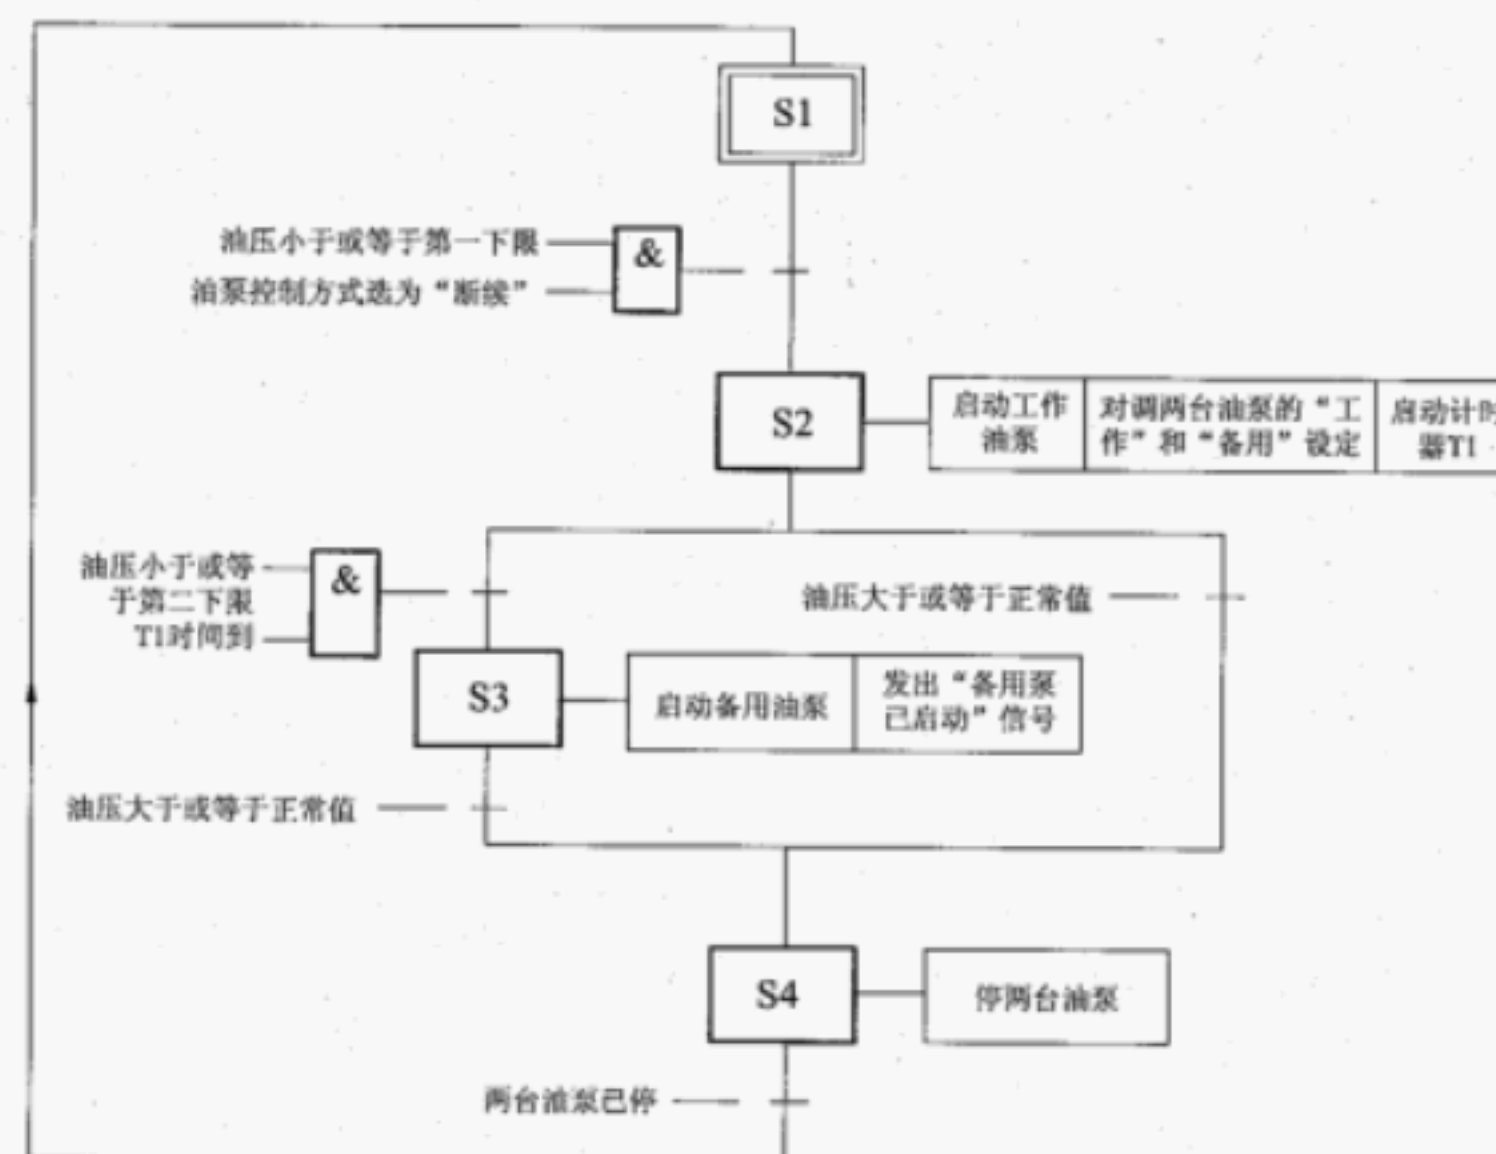 S1
油压小于或等于第一下限
&
油泵控制方式选为“断续”
S2
启动工作
油泵
对调两台油泵的“工
作”和“备用”设定
启动计时
器T1
油压小于或等
于第二下限
T1时间到
&
油压大于或等于正常值
S3
启动备用油泵
发出“备用泵
已启动”信号
油压大于或等于正常值
S4
停两台油泵
两台油泵已停